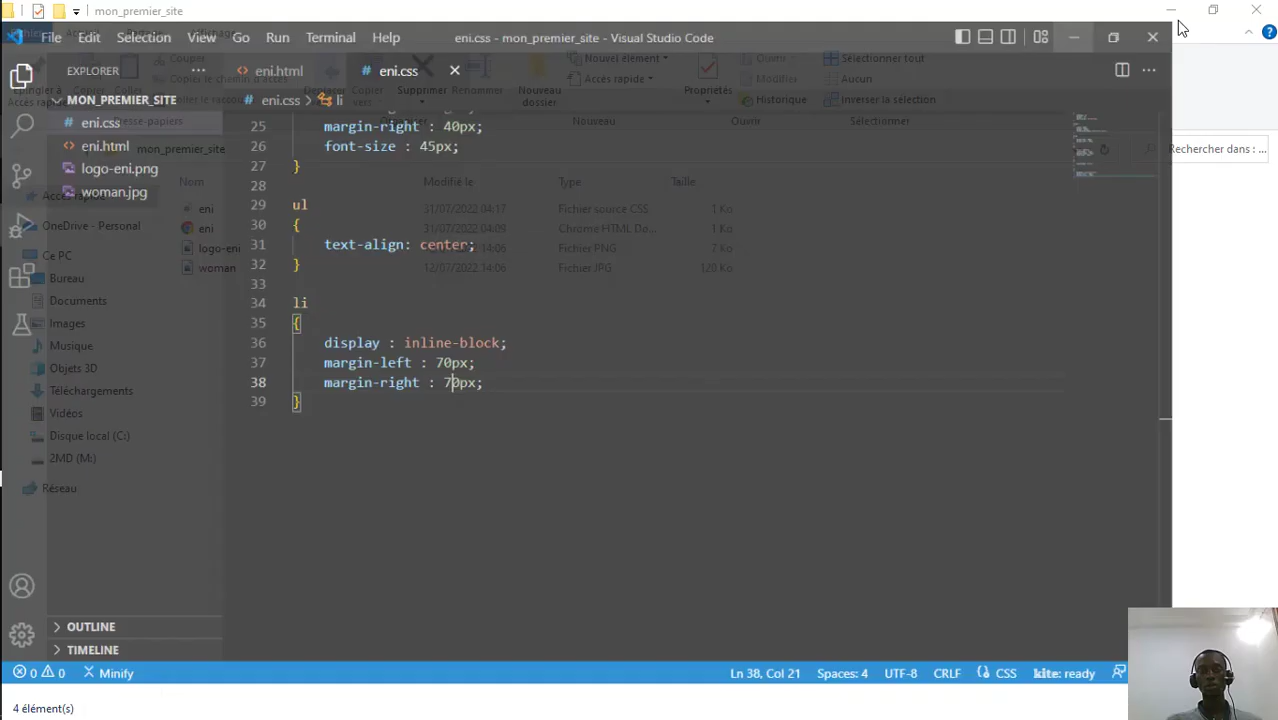 mon_premier_site
File Edit Selection View Go Run Terminal Help
eni.css - mon_premier_site - Visual Studio Code
EXPLORER
MON_PREMIER_SITE
eni.css
eni.html
logo-eni.png
woman.jpg
OUTLINE
TIMELINE
eni.html
eni.css
eni.css > li
25 margin-right : 40px;
26 font-size : 45px;
27 }
28
29 ul
30 {
31 text-align: center;
32 }
33
34 li
35 {
36 display : inline-block;
37 margin-left : 70px;
38 margin-right : 70px;
39 }
0 0 Minify
Ln 38, Col 21 Spaces: 4 UTF-8 CRLF CSS kite: ready
Couper
Supprimer
Renommer
Nouveau
dossier
Nouvel élément
Accès rapide
Propriétés
Ouvrir
Modifier
Historique
Sélectionner tout
Aucun
Inverser la sélection
Presse-papiers
Nouveau
Ouvrir
Sélectionner
mon_premier_site
Rechercher dans : ...
Nom Modifié le Type Taille
eni 31/07/2022 04:17 Fichier source CSS 1 Ko
eni 31/07/2022 04:09 Chrome HTML Do... 1 Ko
logo-eni 14:06 Fichier PNG 7 Ko
woman 12/07/2022 14:06 Fichier JPG 120 Ko
OneDrive - Personal
Ce PC
Bureau
Documents
Images
Musique
Objets 3D
Téléchargements
Vidéos
Disque local (C:)
2MD (M:)
Réseau
4 élément(s)